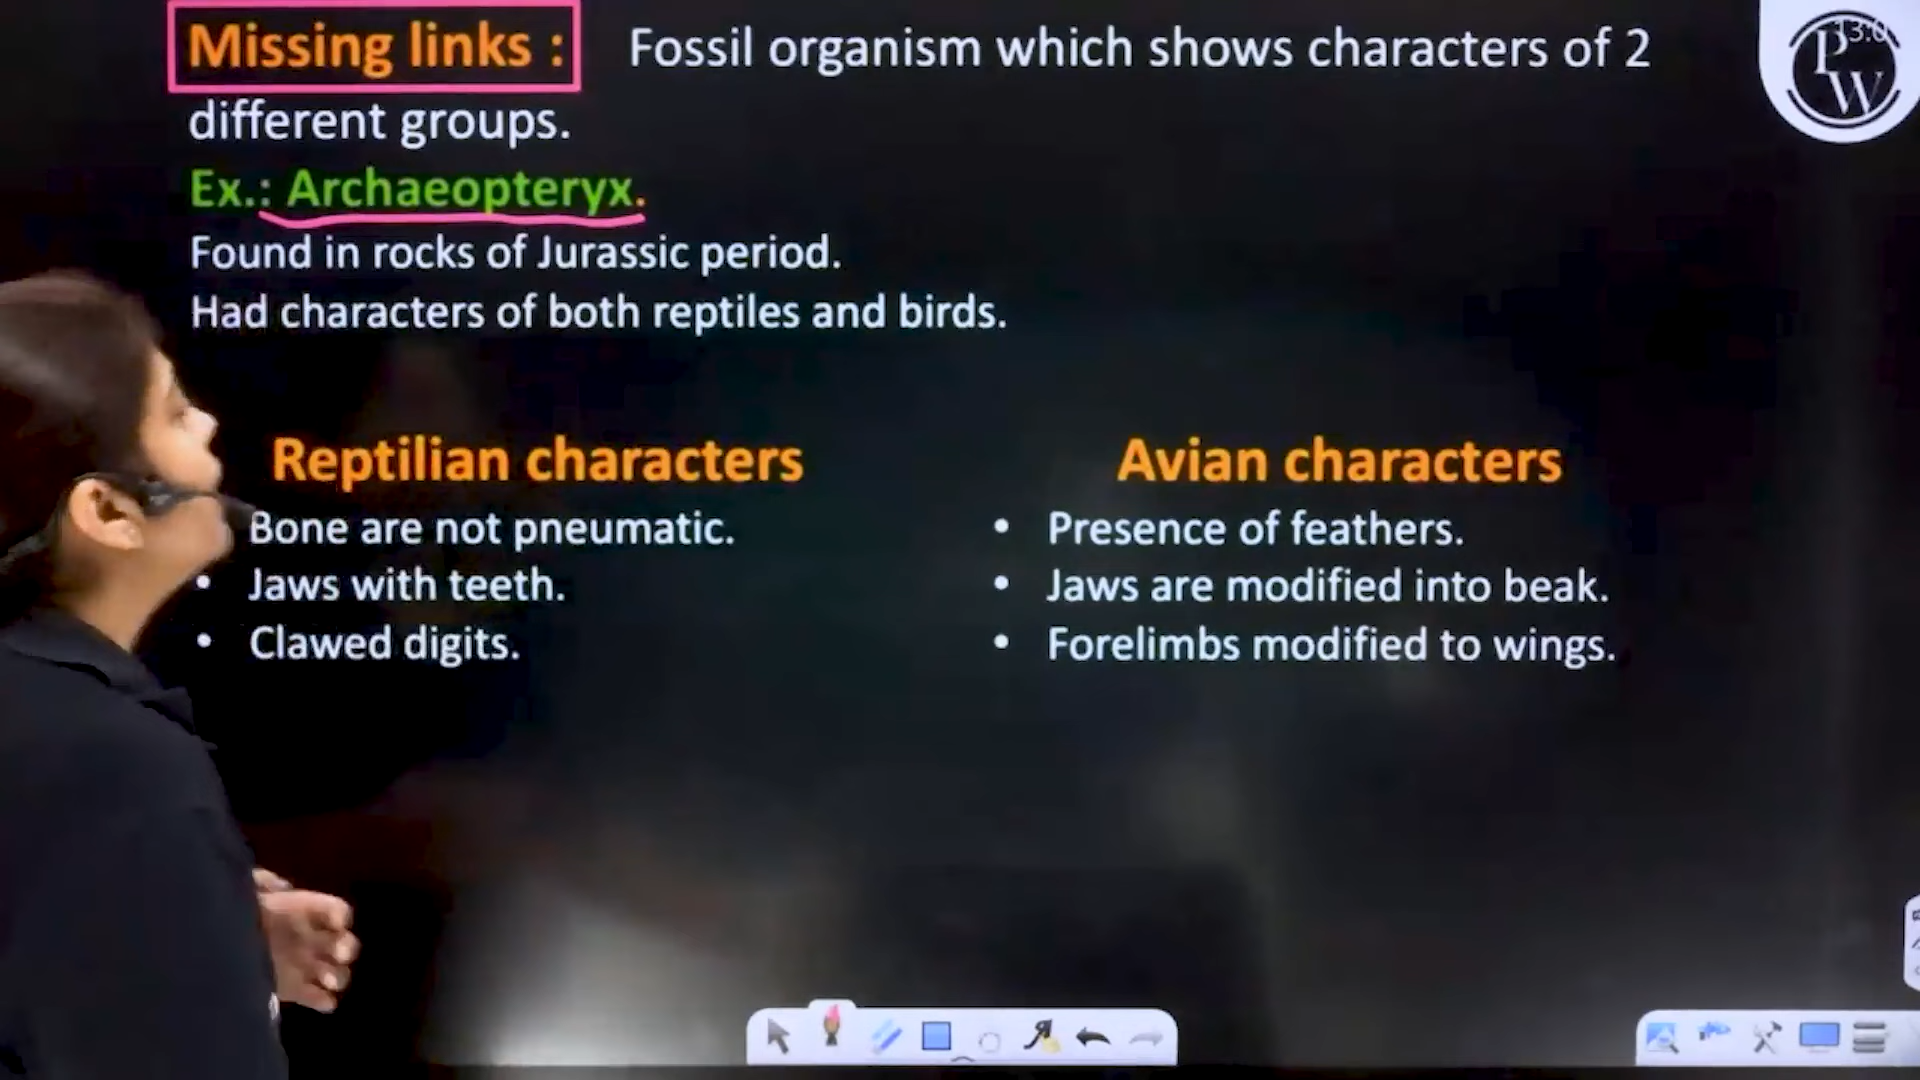 Missing links : Fossil organism which shows characters of 2
different groups.
Ex.: Archaeopteryx.
Found in rocks of Jurassic period.
Had characters of both reptiles and birds.
Reptilian characters
Bone are not pneumatic.
• Jaws with teeth.
• Clawed digits.
Avian characters
• Presence of feathers.
• Jaws are modified into beak.
• Forelimbs modified to wings.
PW